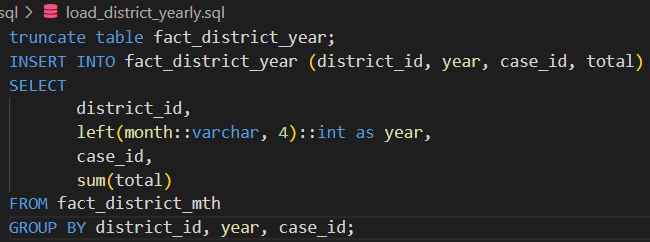 sql > load_district_yearly.sql
truncate table fact_district_year;
INSERT INTO fact_district_year (district_id, year, case_id, total)
SELECT
district_id,
left(month::varchar, 4)::int as year,
case_id,
sum(total)
FROM fact_district_mth
GROUP BY district_id, year, case_id;